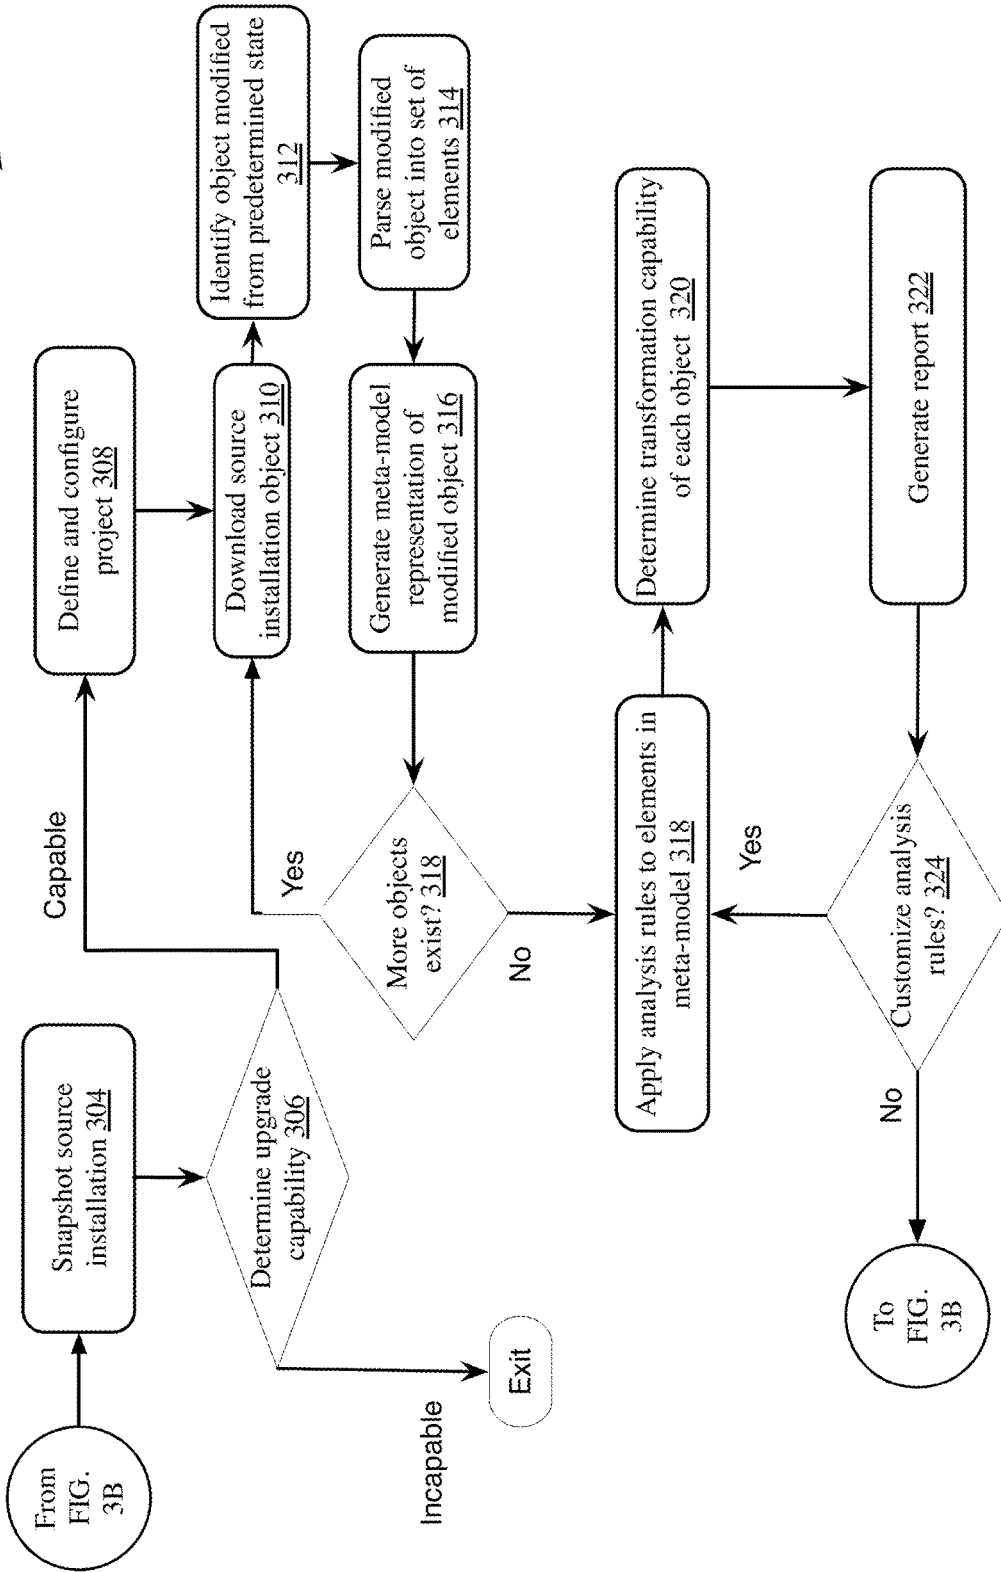 From
FIG.
3B
Snapshot source
installation 304
Determine upgrade
capability 306
Incapable
Exit
Capable
Define and configure
project 308
Download source
installation object 310
Identify object modified
from predetermined state
312
Parse modified
object into set of
elements 314
Generate meta-model
representation of
modified object 316
More objects
exist? 318
Yes
No
Apply analysis rules to elements in
meta-model 318
Determine transformation capability
of each object 320
Generate report 322
Customize analysis
rules? 324
Yes
No
To
FIG.
3B